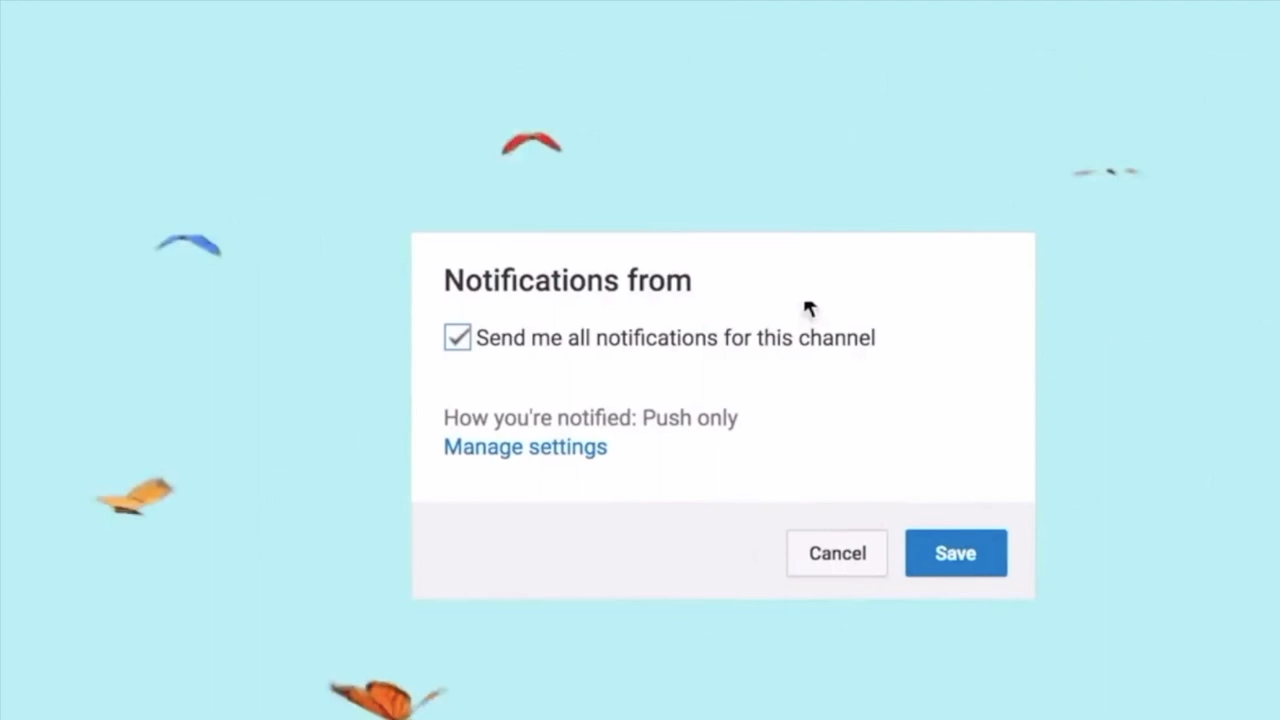 Notifications from
Send me all notifications for this channel
How you're notified: Push only
Manage settings
Cancel Save